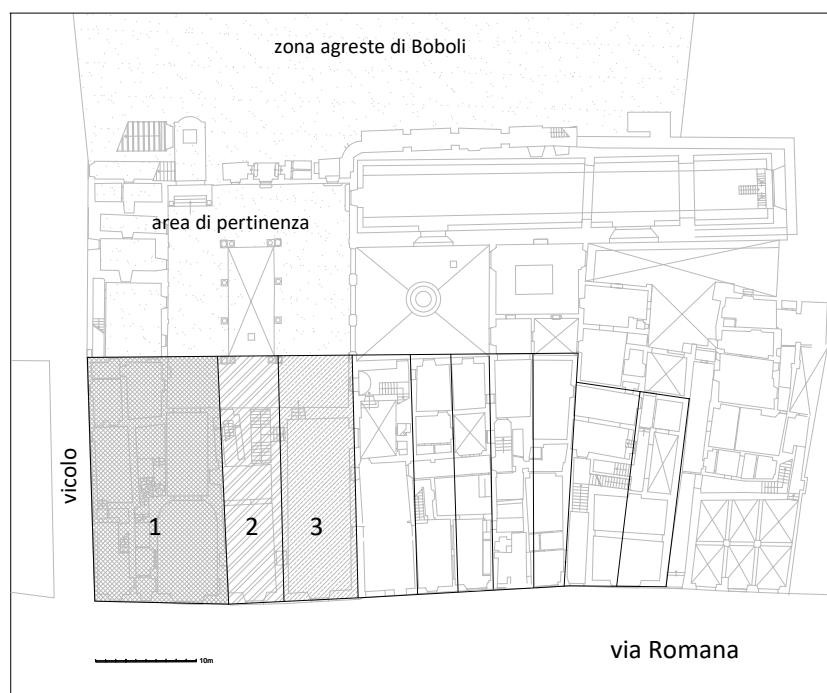 zona agreste di Boboli
area di pertinenza
vicolo
1
2
3
10m
via Romana